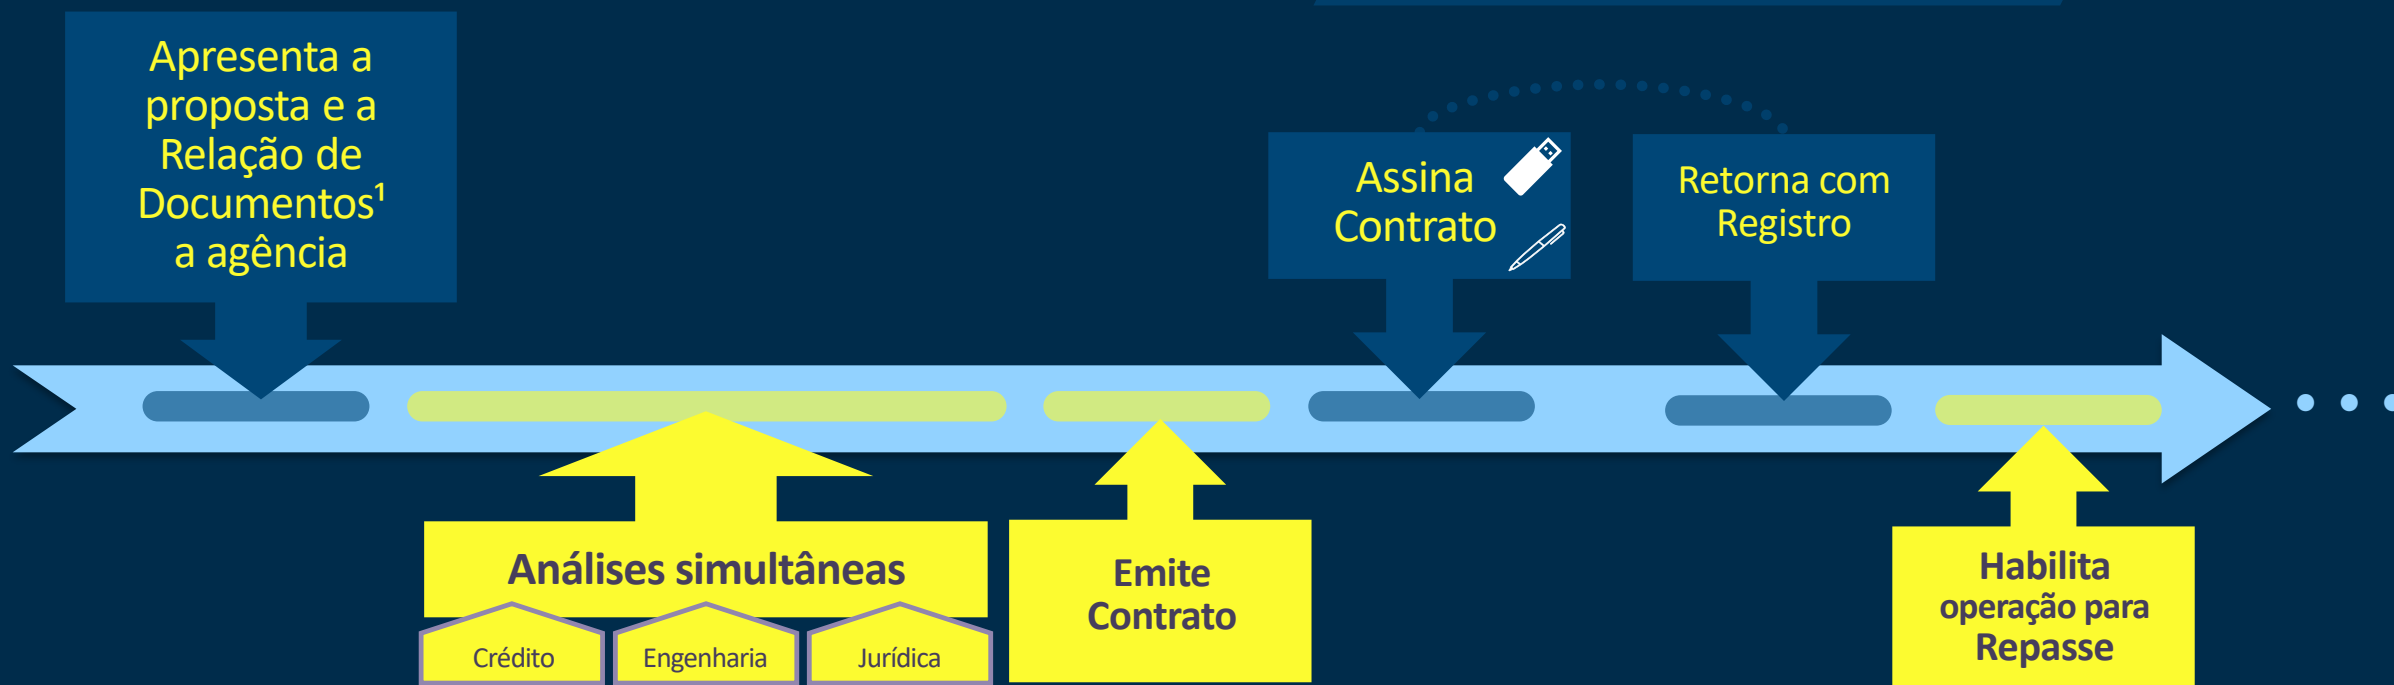 Apresenta a
proposta e a
Relação de
Documentos¹
a agência
Assina
Contrato
Retorna com
Registro
Análises simultâneas
Crédito
Engenharia
Jurídica
Emite
Contrato
Habilita
operação para
Repasse